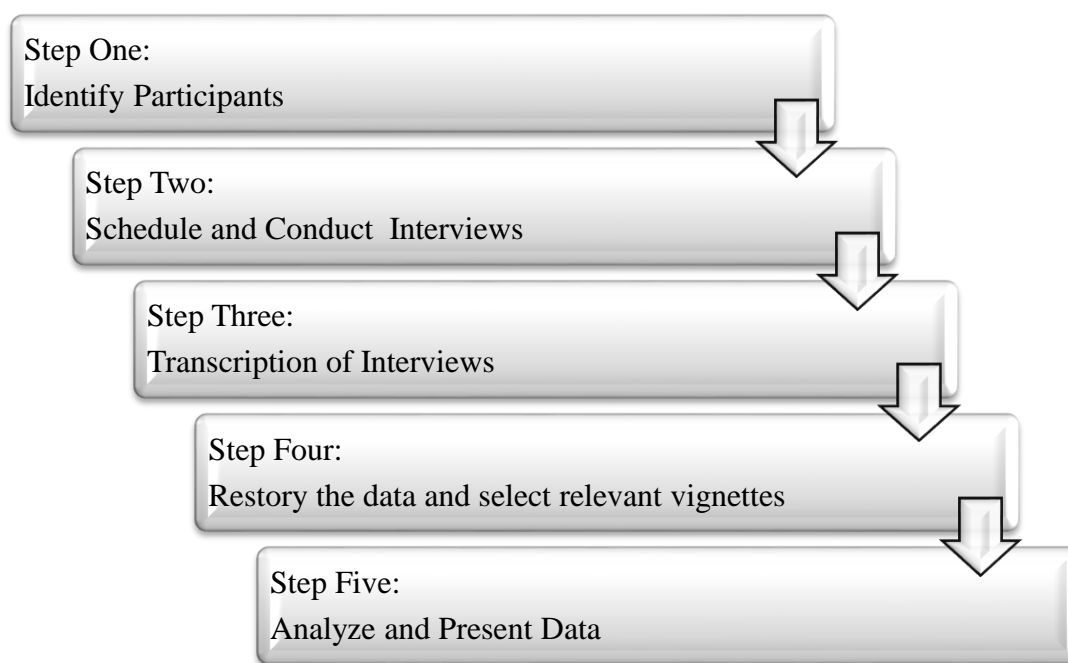 Step One:
Identify Participants
Step Two:
Schedule and Conduct  Interviews
Step Three:
Transcription of Interviews
Step Four:
Restory the data and select relevant vignettes
Step Five:
Analyze and Present Data